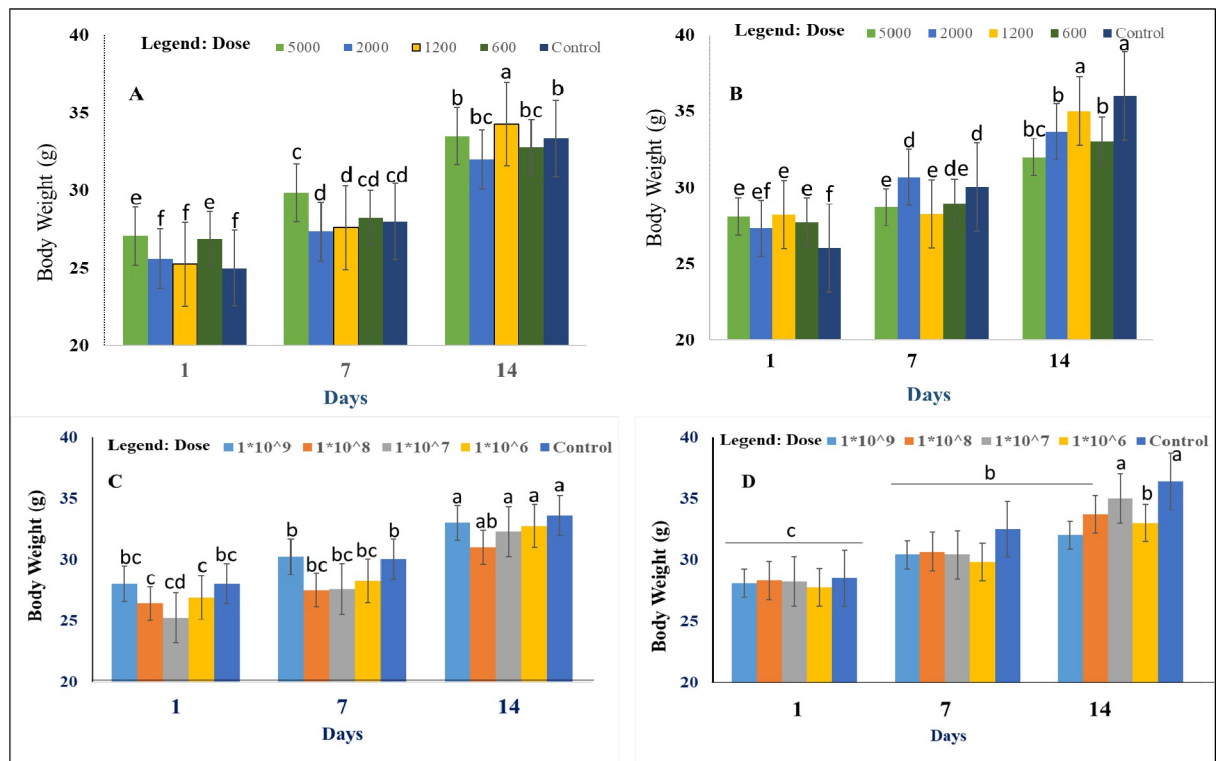 Legend: Dose 5000 2000 1200 600 Control
A
40
35
30
25
20
Body Weight (g)
e f f e f
c d d cd cd
b bc a bc b
1 7 14
Days
Legend: Dose 5000 2000 1200 600 Control
B
40
35
30
25
20
Body Weight (g)
e ef e e f
e d e de d
bc b a b a
1 7 14
Days
Legend: Dose 1*10^9 1*10^8 1*10^7 1*10^6 Control
C
40
35
30
25
20
Body Weight (g)
bc c cd c bc
b bc bc bc b
a ab a a a
1 7 14
Days
Legend: Dose 1*10^9 1*10^8 1*10^7 1*10^6 Control
D
40
35
30
25
20
Body Weight (g)
c
b
a b a
1 7 14
Days